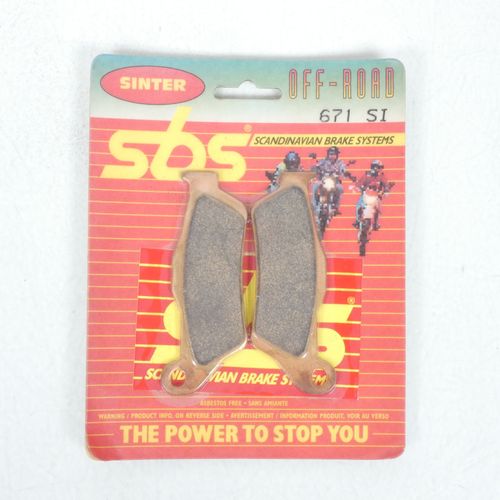 SINTER
OFF-ROAD
671 SI
sbs®
SCANDINAVIAN BRAKE SYSTEMS
sbs®
SCANDINAVIAN BRAKE SYSTEM
ASBESTOS FREE - SANS AMIANTE
WARNING / PRODUCT INFO, ON REVERSE SIDE - AVERTISSEMENT / INFORMATION PRODUIT, VOIR AU VERSO
THE POWER TO STOP YOU